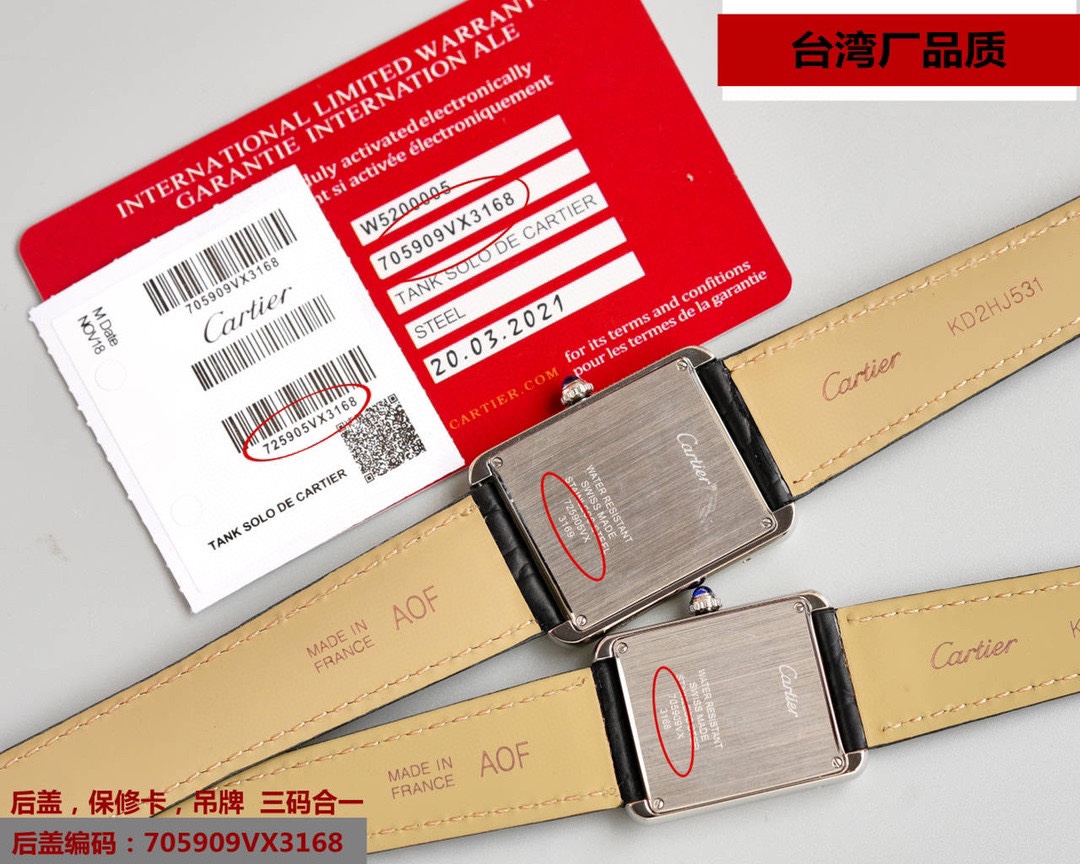 台湾厂品质
INTERNATIONAL LIMITED WARRANT
GARANTIE INTERNATION ALE
duly activated electronically
nt si activée électroniquement
W5200005
705909VX3168
TANK SOLO DE CARTIER
STEEL
20.03.2021
for its terms and confitions
pour les termes de la garantie
CARTIER.COM
M.Date
NOV18
705909VX3168
Cartier
725905VX3168
TANK SOLO DE CARTIER
KD2HJ531
Cartier
Cartier
WATER RESISTANT
SWISS MADE
725905VX
3169
MADE IN
FRANCE
AOF
Cartier
WATER RESISTANT
SWISS MADE
705909VX
3168
Cartier
K
MADE IN
FRANCE
AOF
后盖，保修卡，吊牌 三码合一
后盖编码：705909VX3168